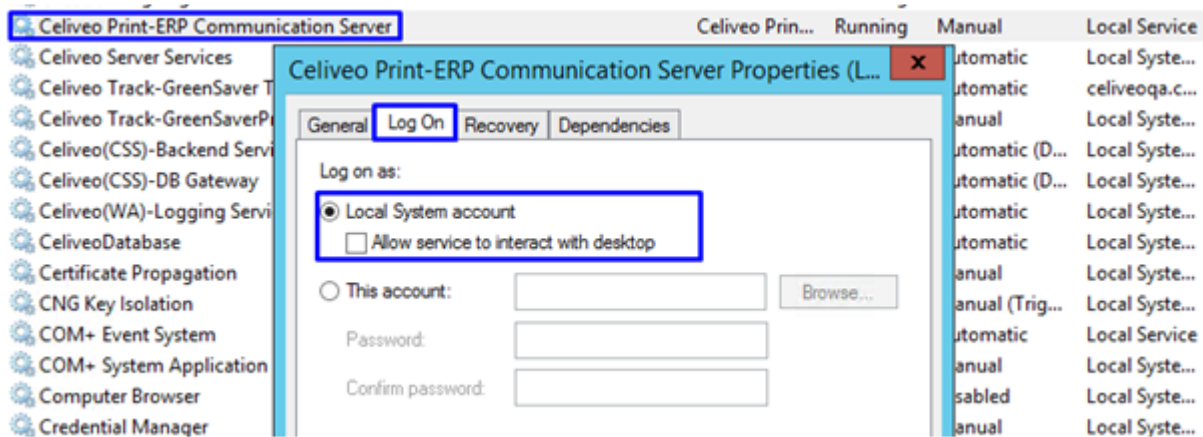 Celiveo Print-ERP Communication Server Celiveo Prin... Running Manual Local Service
Celiveo Server Services utomatic Local Syste...
Celiveo Track-GreenSaver T utomatic celiveoqa.c...
Celiveo Track-GreenSaverPr anual Local Syste...
Celiveo(CSS)-Backend Servi utomatic (D... Local Syste...
Celiveo(CSS)-DB Gateway utomatic (D... Local Syste...
Celiveo(WA)-Logging Servi utomatic Local Syste...
CeliveoDatabase utomatic Local Syste...
Certificate Propagation anual Local Syste...
CNG Key Isolation anual (Trig... Local Syste...
COM+ Event System utomatic Local Service
COM+ System Application anual Local Syste...
Computer Browser sabled Local Syste...
Credential Manager anual Local Syste...
Celiveo Print-ERP Communication Server Properties (L... x
General Log On Recovery Dependencies
Log on as:
Local System account
Allow service to interact with desktop
This account: Browse...
Password:
Confirm password: